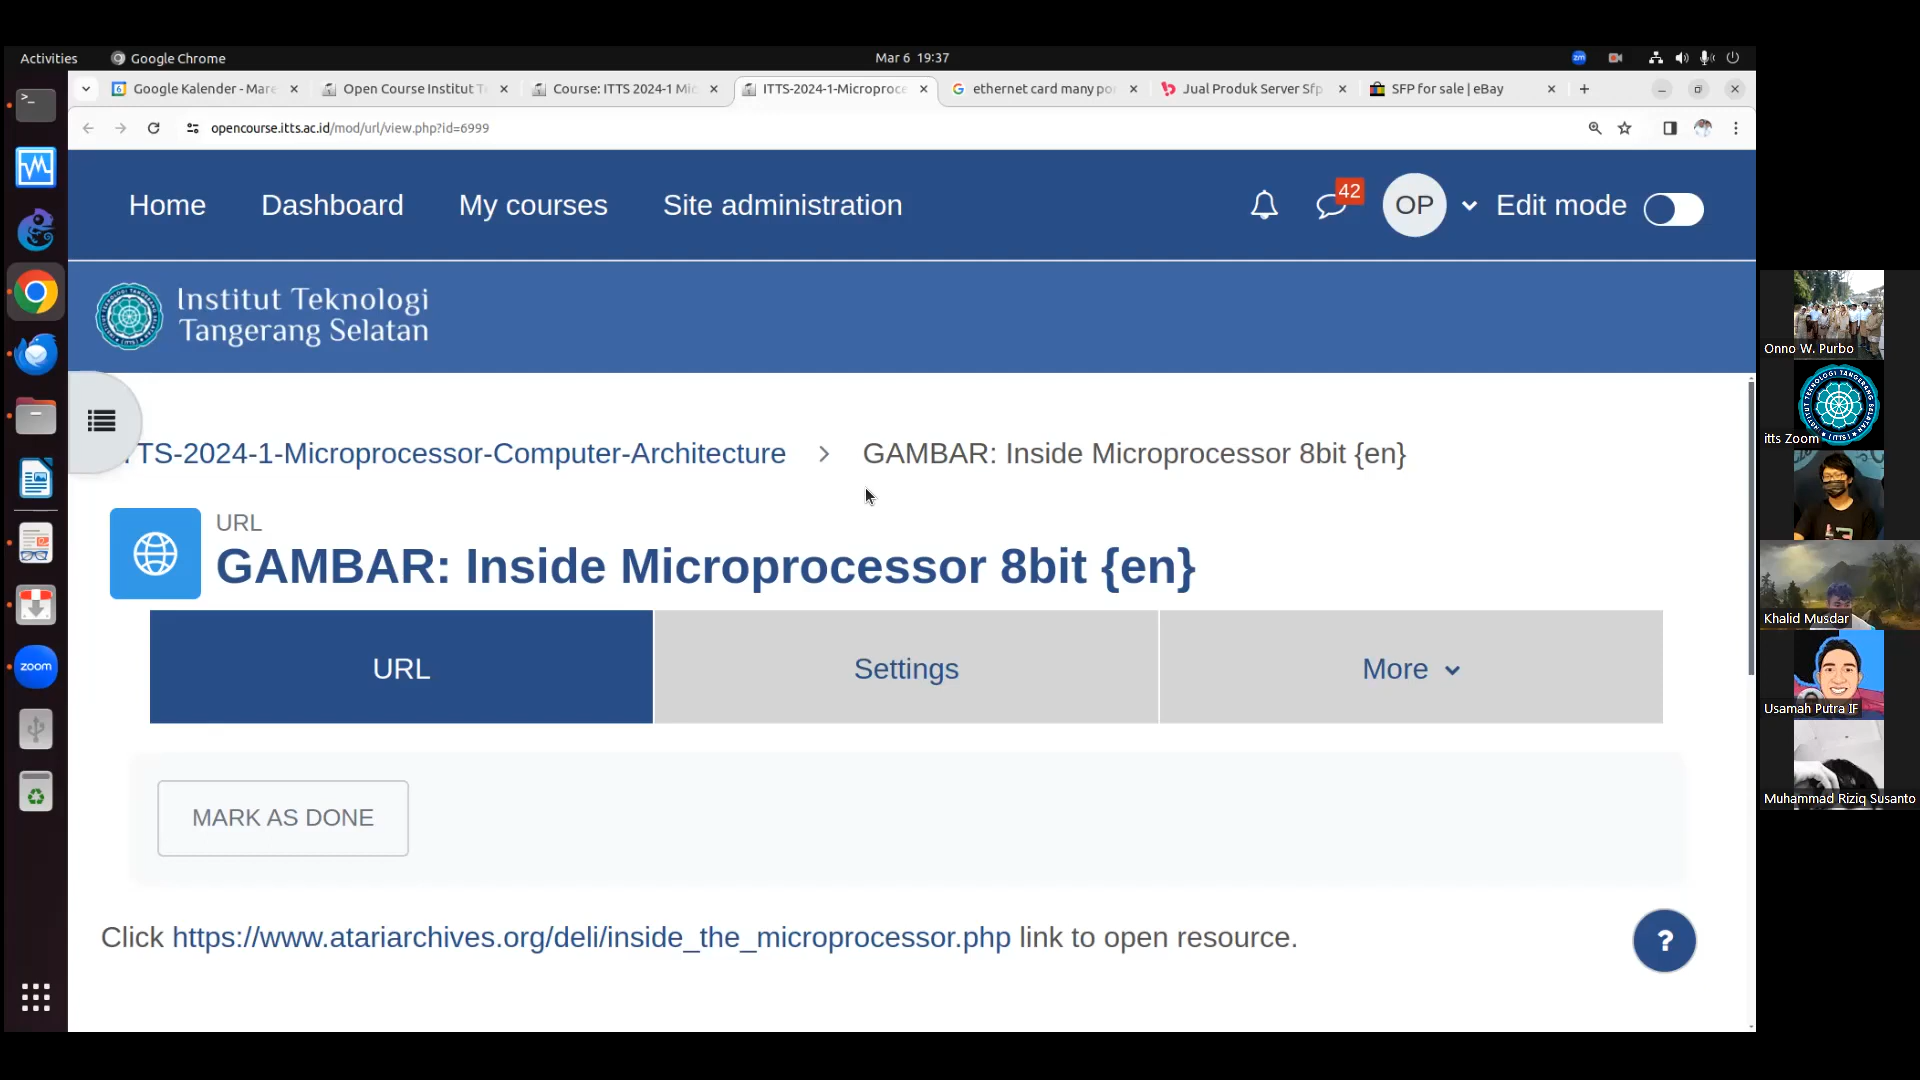 Activities
Google Chrome
Mar 6 19:37
zm
Google Kalender - Mare
Open Course Institut T
Course: ITTS 2024-1 Mic
ITTS-2024-1-Microproce
ethernet card many po
Jual Produk Server Sfp
SFP for sale | eBay
opencourse.itts.ac.id/mod/url/view.php?id=6999
Home
Dashboard
My courses
Site administration
42
OP
Edit mode
Institut Teknologi
Tangerang Selatan
TS-2024-1-Microprocessor-Computer-Architecture
GAMBAR: Inside Microprocessor 8bit {en}
URL
GAMBAR: Inside Microprocessor 8bit {en}
URL
Settings
More
MARK AS DONE
Click https://www.atariarchives.org/deli/inside_the_microprocessor.php link to open resource.
?
zoom
Onno W. Purbo
INSTITUT TEKNOLOGI TANGERANG SELATAN
itts Zoom
Khalid Musdar
Usamah Putra IF
Muhammad Riziq Susanto